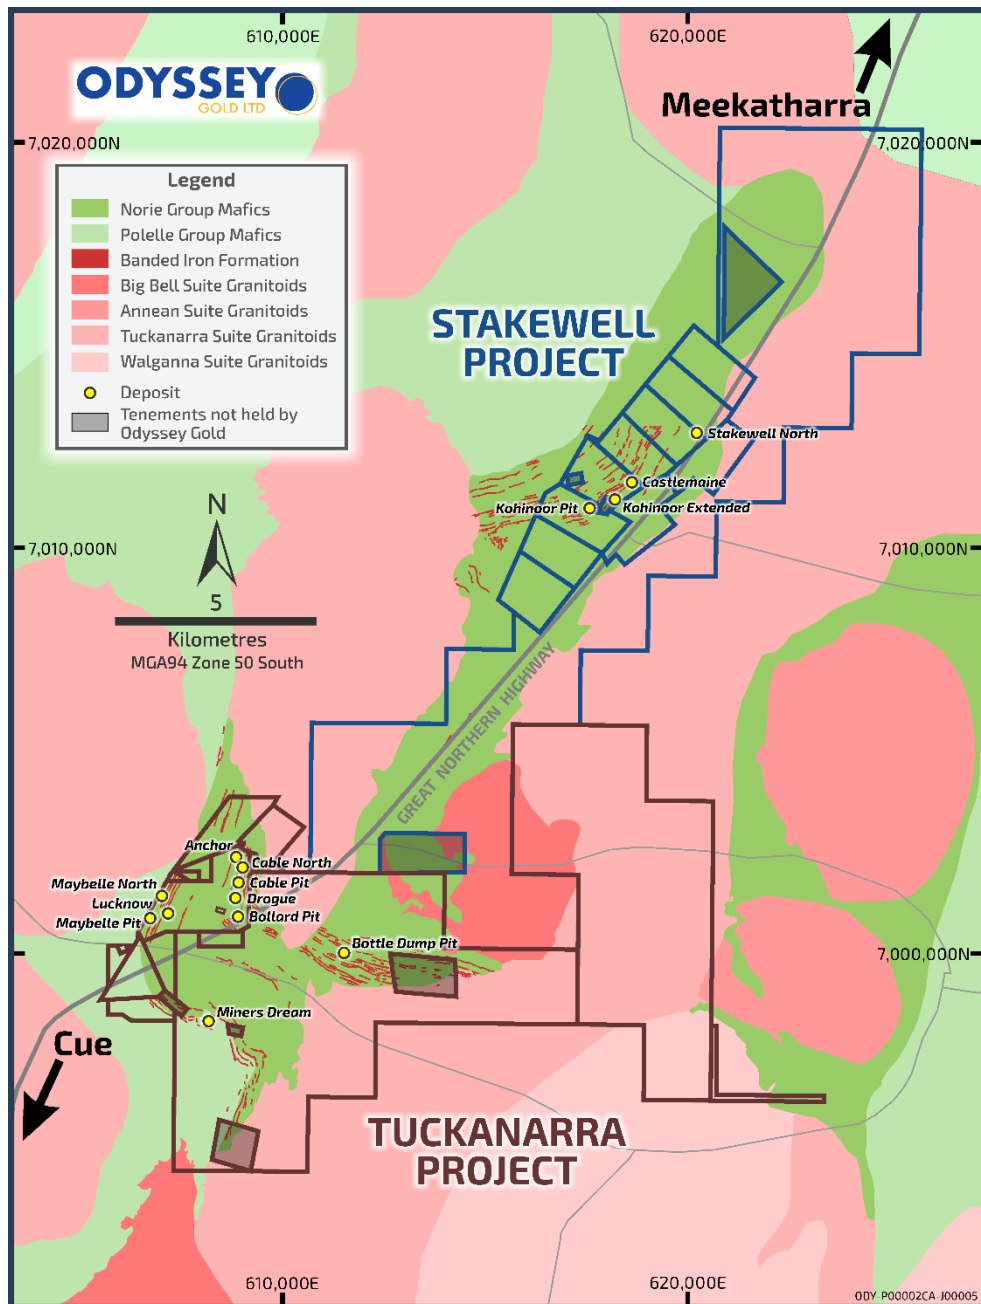 610,000E
620,000E
ODYSSEY
GOLD LTD
Meekatharra
7,020,000N
7,020,000N
Legend
Norie Group Mafics
Polelle Group Mafics
Banded Iron Formation
Big Bell Suite Granitoids
Annean Suite Granitoids
Tuckanarra Suite Granitoids
Walganna Suite Granitoids
Deposit
Tenements not held by
Odyssey Gold
STAKEWELL
PROJECT
Stakewell North
Castlemaine
Kohinoor Pit
Kohinoor Extended
N
7,010,000N
7,010,000N
5
Kilometres
MGA94 Zone 50 South
GREAT NORTHERN HIGHWAY
Anchor
Cable North
Cable Pit
Maybelle North
Drogue
Lucknow
Bollard Pit
Maybelle Pit
Bottle Dump Pit
7,000,000N
Miners Dream
Cue
TUCKANARRA
PROJECT
610,000E
620,000E
ODY-P00002CA-J00005